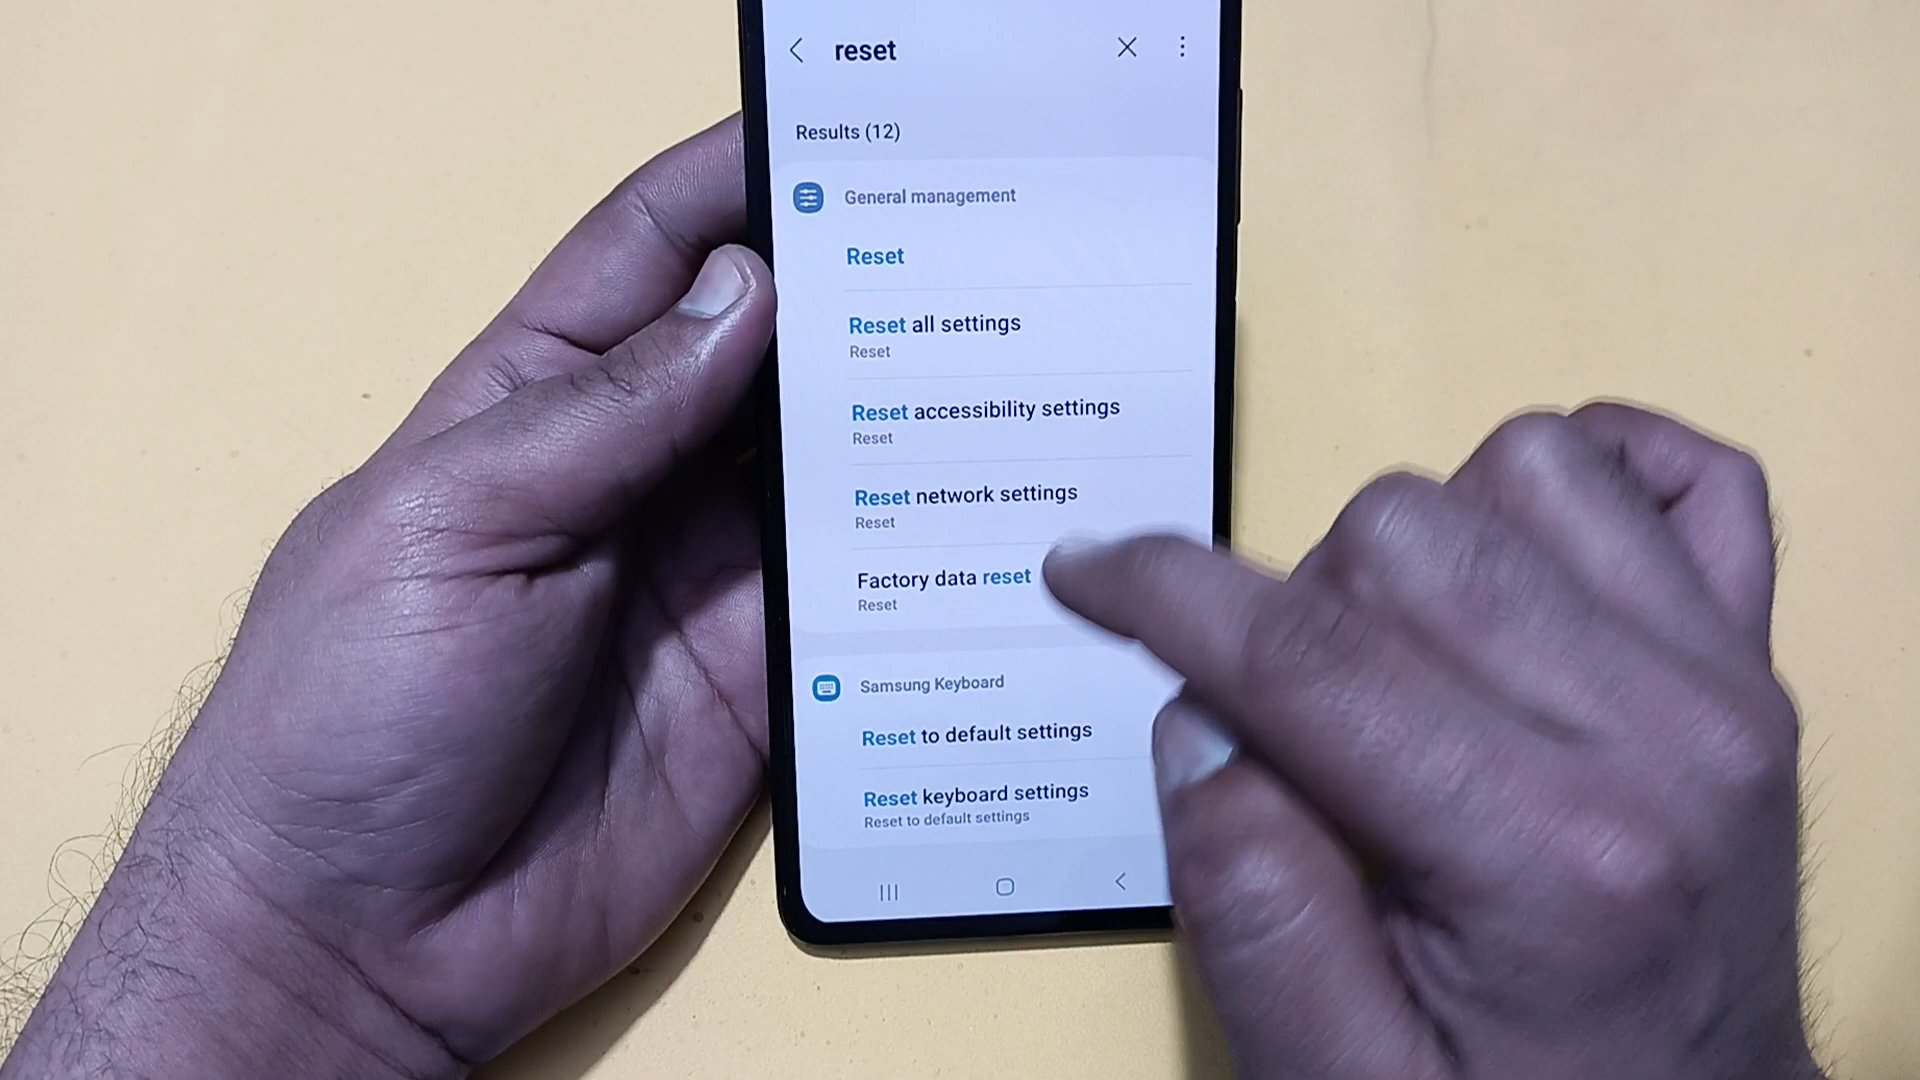 reset
Results (12)
General management
Reset
Reset all settings
Reset
Reset accessibility settings
Reset
Reset network settings
Reset
Factory data reset
Reset
Samsung Keyboard
Reset to default settings
Reset keyboard settings
Reset to default settings